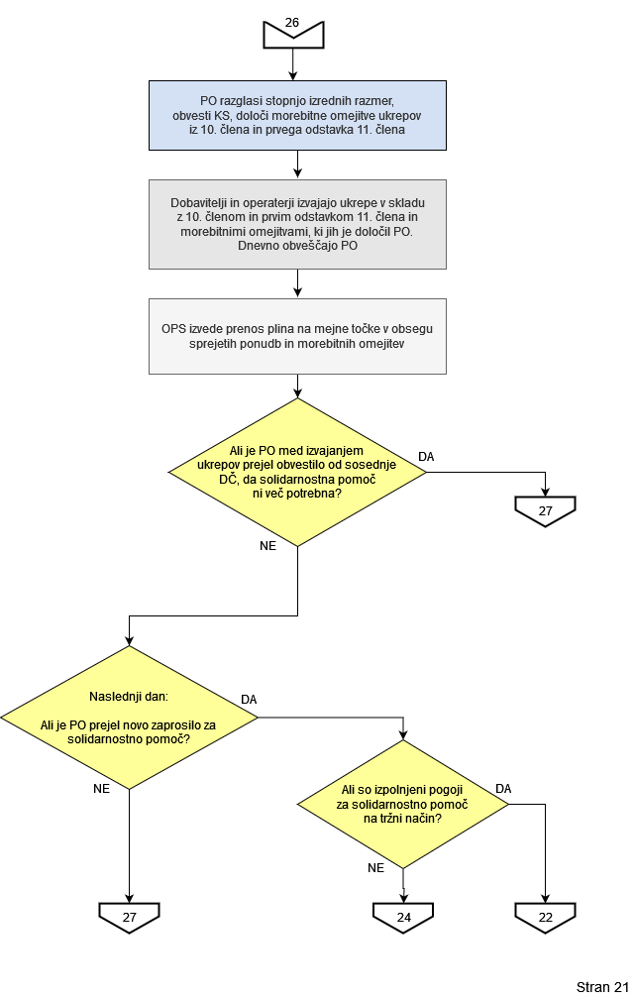 26
PO razglasi stopnjo izrednih razmer,
obvesti KS, določi morebitne omejitve ukrepov
iz 10. člena in prvega odstavka 11. člena
Dobavitelji in operaterji izvajajo ukrepe v skladu
z 10. členom in prvim odstavkom 11. člena in
morebitnimi omejitvami, ki jih je določil PO.
Dnevno obveščajo PO
OPS izvede prenos plina na mejne točke v obsegu
sprejetih ponudb in morebitnih omejitev
Ali je PO med izvajanjem
ukrepov prejel obvestilo od sosednje
DČ, da solidarnostna pomoč
ni več potrebna?
DA
27
NE
Naslednji dan:
Ali je PO prejel novo zaprosilo za
solidarnostno pomoč?
DA
NE
Ali so izpolnjeni pogoji
za solidarnostno pomoč
na tržni način?
DA
NE
27
24
22
Stran 21